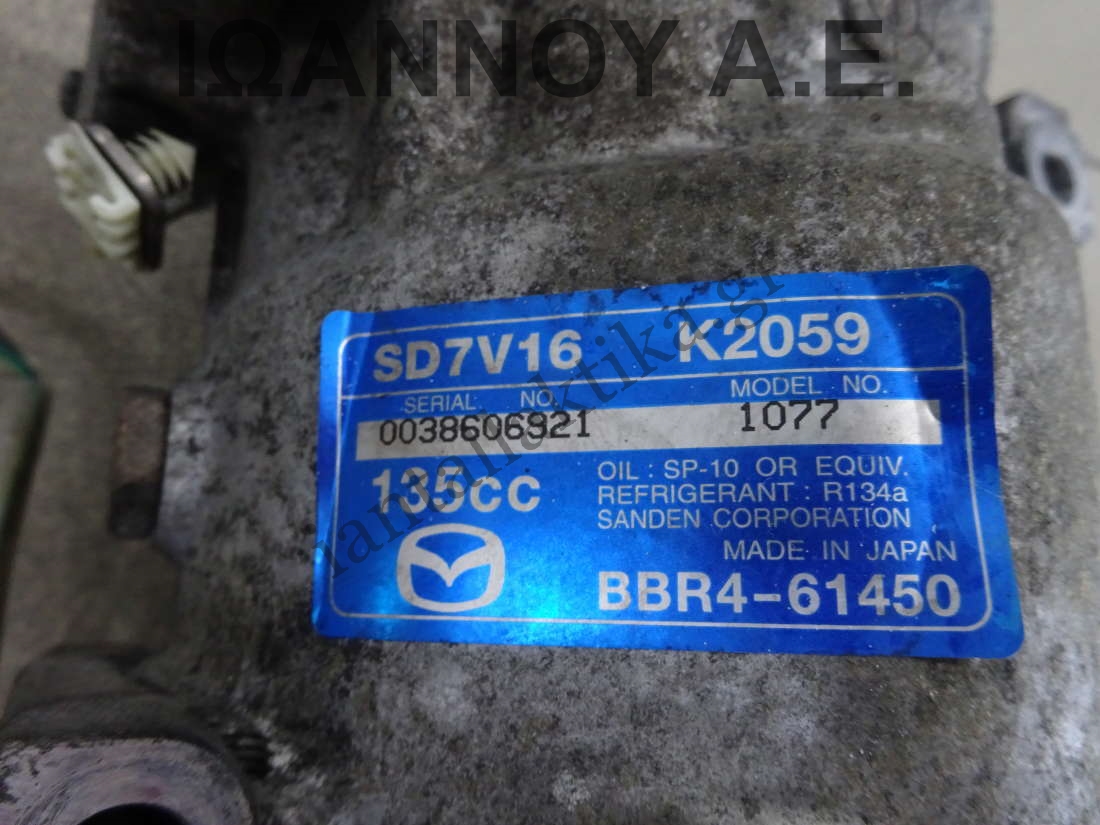 ΙΩΑΝΝΟΥ Α.Ε.
SD7V16 K2059
SERIAL NO. MODEL NO.
0038606921 1077
135cc
OIL : SP-10 OR EQUIV.
REFRIGERANT : R134a
SANDEN CORPORATION
MADE IN JAPAN
BBR4-61450